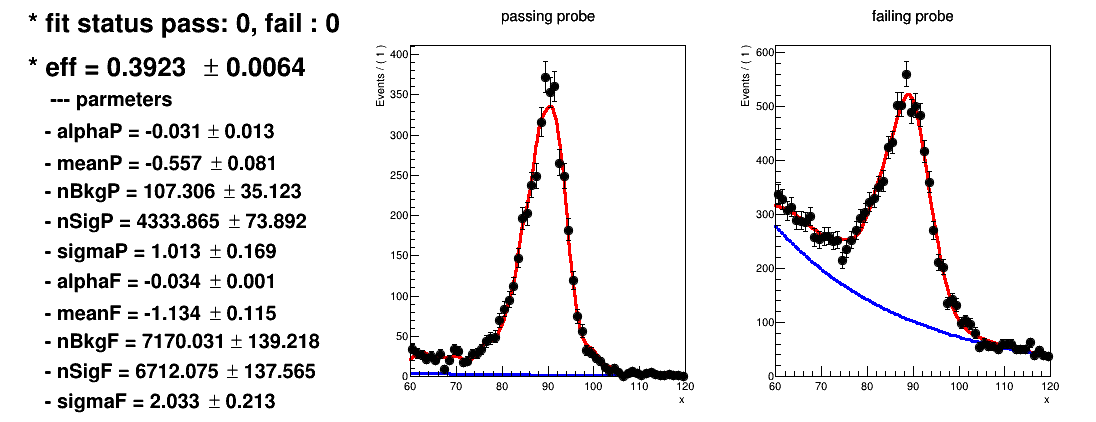 * fit status pass: 0, fail : 0
* eff = 0.3923 ± 0.0064
--- parmeters
- alphaP = -0.031 ± 0.013
- meanP = -0.557 ± 0.081
- nBkgP = 107.306 ± 35.123
- nSigP = 4333.865 ± 73.892
- sigmaP = 1.013 ± 0.169
- alphaF = -0.034 ± 0.001
- meanF = -1.134 ± 0.115
- nBkgF = 7170.031 ± 139.218
- nSigF = 6712.075 ± 137.565
- sigmaF = 2.033 ± 0.213
passing probe
Events / ( 1 )
400
350
300
250
200
150
100
50
0
60 70 80 90 100 110 120
x
failing probe
Events / ( 1 )
600
500
400
300
200
100
0
60 70 80 90 100 110 120
x